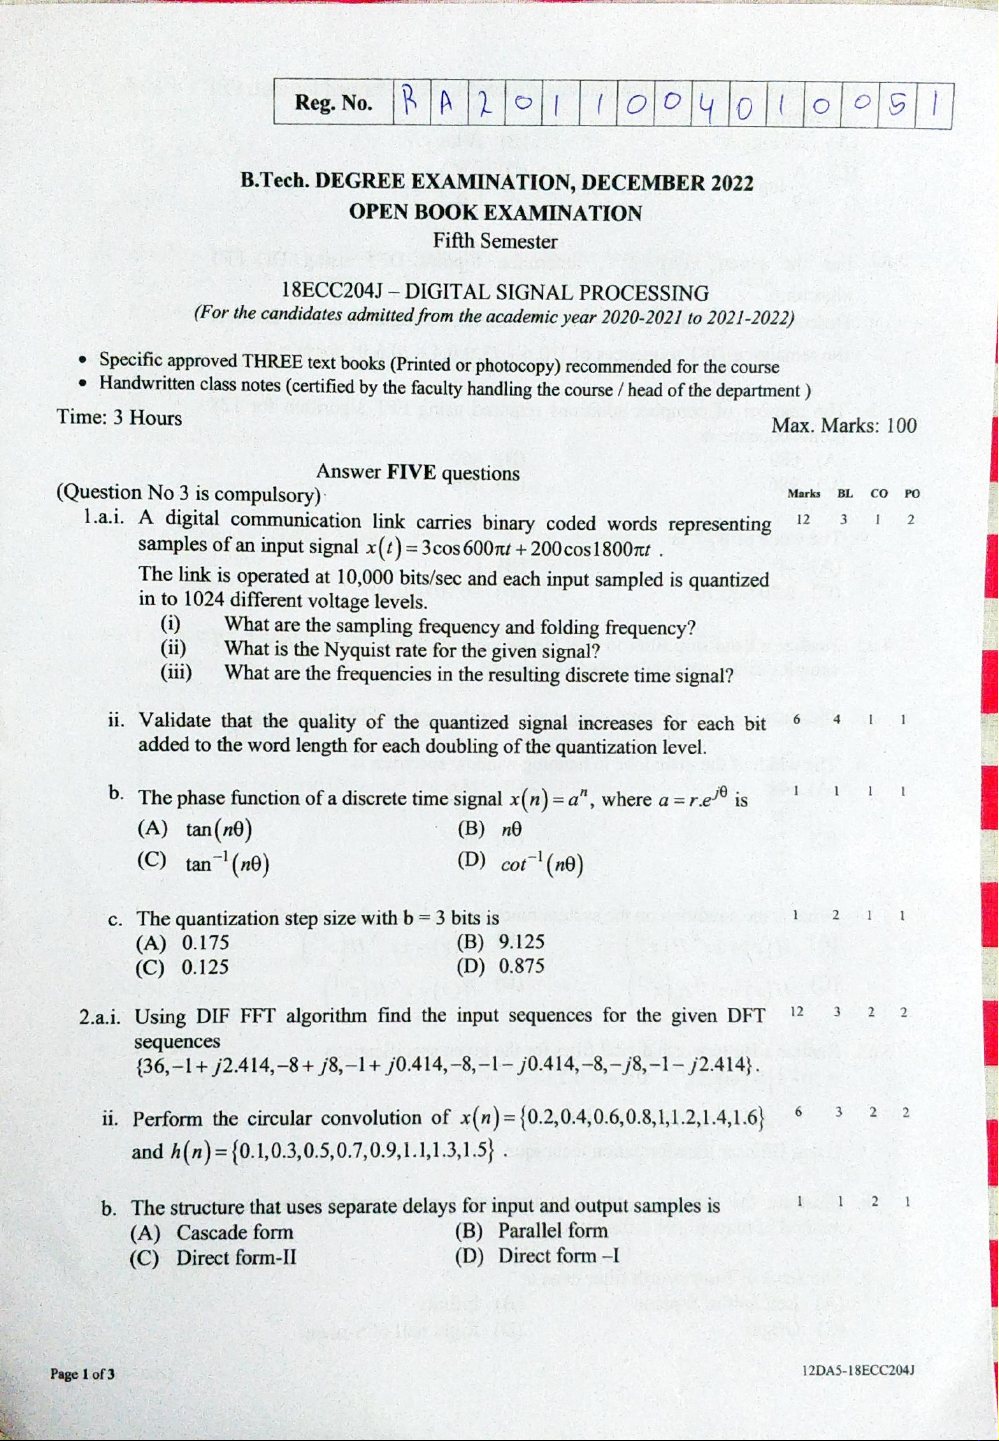 Reg. No. R A 2 0 1 1 0 0 4 0 1 0 0 5 1
B.Tech. DEGREE EXAMINATION, DECEMBER 2022
OPEN BOOK EXAMINATION
Fifth Semester
18ECC204J – DIGITAL SIGNAL PROCESSING
(For the candidates admitted from the academic year 2020-2021 to 2021-2022)
• Specific approved THREE text books (Printed or photocopy) recommended for the course
• Handwritten class notes (certified by the faculty handling the course / head of the department )
Time: 3 Hours
Max. Marks: 100
Answer FIVE questions
(Question No 3 is compulsory)
Marks BL CO PO
1.a.i. A digital communication link carries binary coded words representing 12 3 1 2
samples of an input signal x(t) = 3cos600πt + 200cos1800πt .
The link is operated at 10,000 bits/sec and each input sampled is quantized
in to 1024 different voltage levels.
(i) What are the sampling frequency and folding frequency?
(ii) What is the Nyquist rate for the given signal?
(iii) What are the frequencies in the resulting discrete time signal?
ii. Validate that the quality of the quantized signal increases for each bit 6 4 1 1
added to the word length for each doubling of the quantization level.
b. The phase function of a discrete time signal x(n) = aⁿ, where a = r.e^{jθ} is 1 1 1 1
(A) tan(nθ) (B) nθ
(C) tan⁻¹(nθ) (D) cot⁻¹(nθ)
c. The quantization step size with b = 3 bits is 1 2 1 1
(A) 0.175 (B) 9.125
(C) 0.125 (D) 0.875
2.a.i. Using DIF FFT algorithm find the input sequences for the given DFT 12 3 2 2
sequences
{36,−1+j2.414,−8+j8,−1+j0.414,−8,−1−j0.414,−8,−j8,−1−j2.414}.
ii. Perform the circular convolution of x(n) = {0.2,0.4,0.6,0.8,1,1.2,1.4,1.6} 6 3 2 2
and h(n) = {0.1,0.3,0.5,0.7,0.9,1.1,1.3,1.5} .
b. The structure that uses separate delays for input and output samples is 1 1 2 1
(A) Cascade form (B) Parallel form
(C) Direct form-II (D) Direct form –I
Page 1 of 3
12DA5-18ECC204J